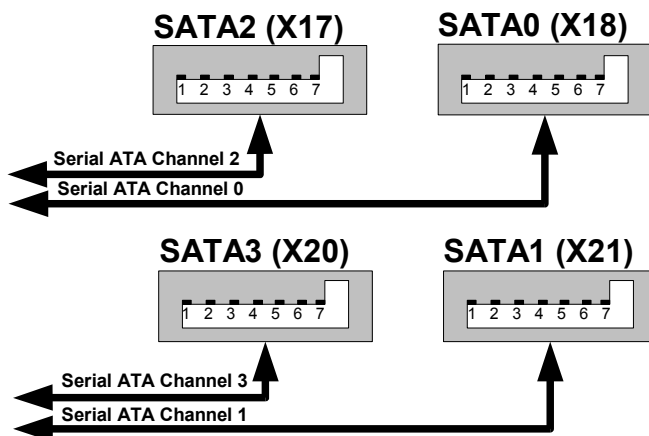 SATA2 (X17)
SATA0 (X18)
1 2 3 4 5 6 7
1 2 3 4 5 6 7
Serial ATA Channel 2
Serial ATA Channel 0
SATA3 (X20)
SATA1 (X21)
1 2 3 4 5 6 7
1 2 3 4 5 6 7
Serial ATA Channel 3
Serial ATA Channel 1